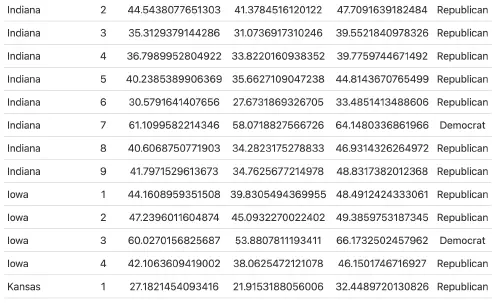 Indiana 2 44.5438077651303 41.3784516120122 47.7091639182484 Republican
Indiana 3 35.3129379144286 31.0736917310246 39.5521840978326 Republican
Indiana 4 36.7989952804922 33.8220160938352 39.7759744671492 Republican
Indiana 5 40.2385389906369 35.6627109047238 44.8143670765499 Republican
Indiana 6 30.5791641407656 27.6731869326705 33.4851413488606 Republican
Indiana 7 61.1099582214346 58.0718827566726 64.1480336861966 Democrat
Indiana 8 40.6068750771903 34.2823175278833 46.9314326264972 Republican
Indiana 9 41.7971529613673 34.7625677214978 48.8317382012368 Republican
Iowa 1 44.1608959351508 39.8305494369955 48.4912424333061 Republican
Iowa 2 47.2396011604874 45.0932270022402 49.3859753187345 Republican
Iowa 3 60.0270156825687 53.8807811193411 66.1732502457962 Democrat
Iowa 4 42.1063609419002 38.0625472121078 46.1501746716927 Republican
Kansas 1 27.1821454093416 21.9153188056006 32.4489720130826 Republican